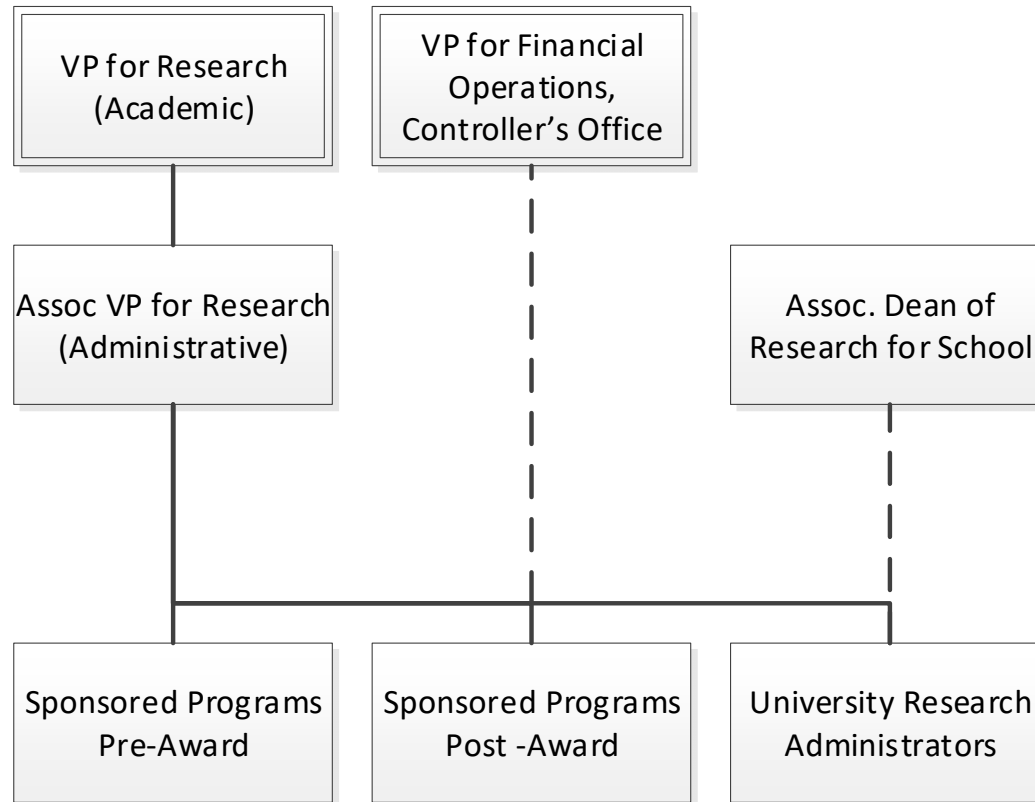 VP for Research
(Academic)
VP for Financial
Operations,
Controller’s Office
Assoc VP for Research
(Administrative)
Assoc. Dean of
Research for School
Sponsored Programs
Pre-Award
Sponsored Programs
Post -Award
University Research
Administrators